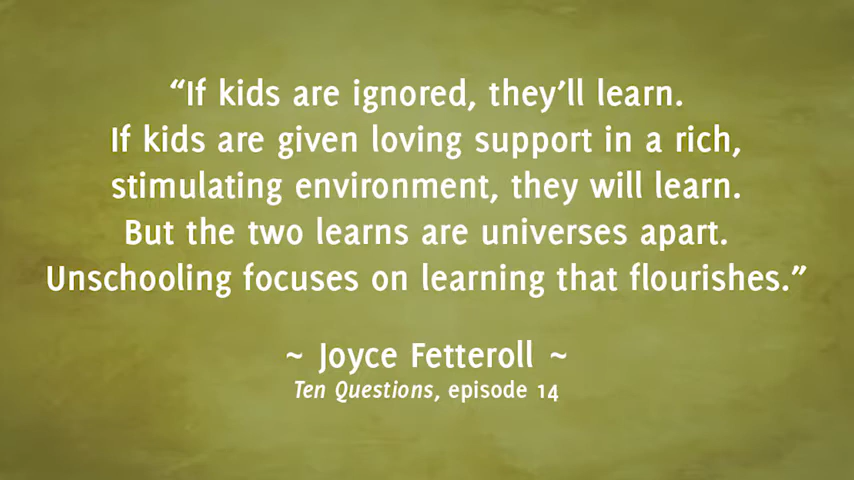 “If kids are ignored, they’ll learn.
If kids are given loving support in a rich,
stimulating environment, they will learn.
But the two learns are universes apart.
Unschooling focuses on learning that flourishes.”
~ Joyce Fetteroll ~
Ten Questions, episode 14